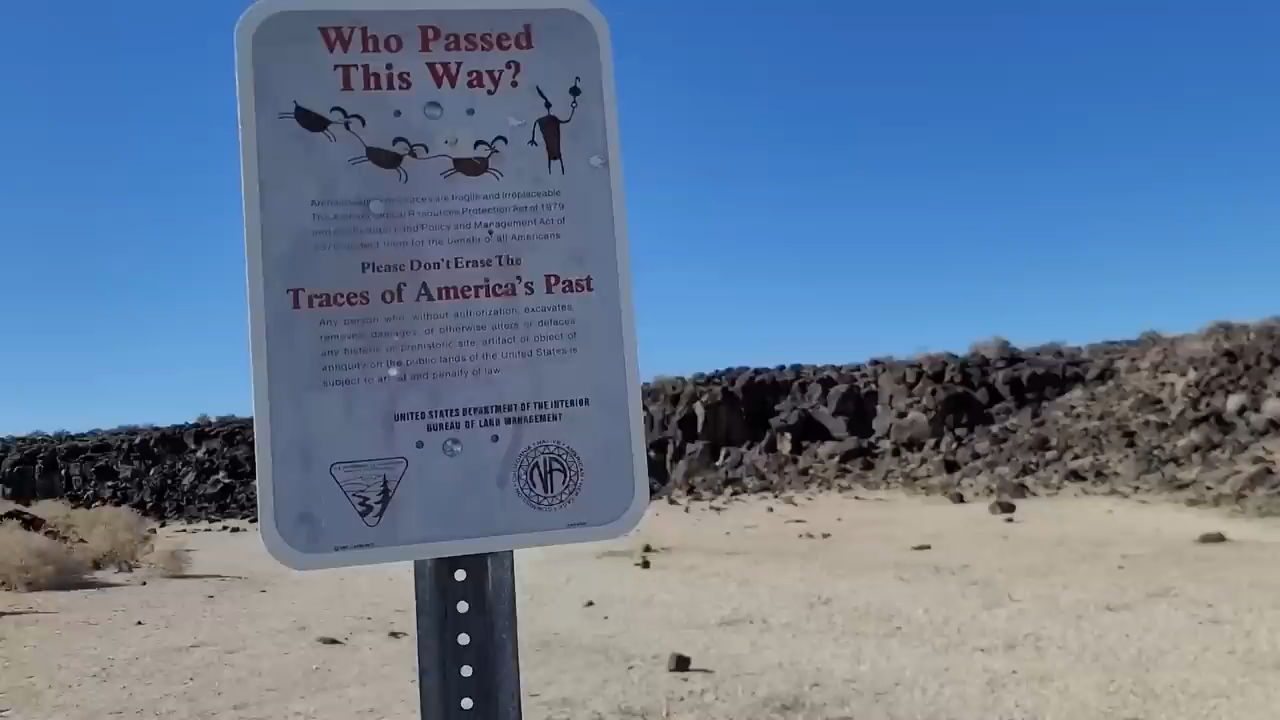 Who Passed
This Way?
are fragile and irreplaceable
Resources Protection Act of 1979
Land Policy and Management Act of
protect them for the benefit of all Americans
Please Don't Erase The
Traces of America's Past
Any person who, without authorization, excavates,
removes, damages, or otherwise alters or defaces
any historic or prehistoric site, artifact or object of
antiquity on the public lands of the United States is
subject to arrest and penalty of law.
UNITED STATES DEPARTMENT OF THE INTERIOR
BUREAU OF LAND MANAGEMENT
NA